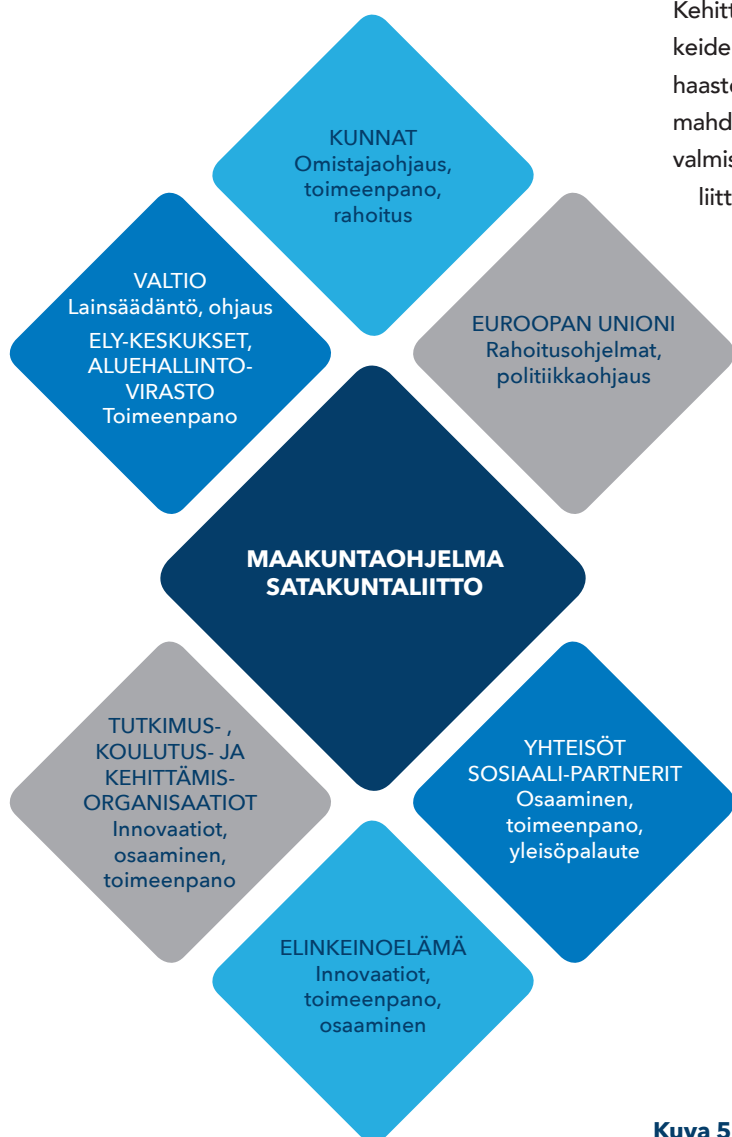 Kehitt
keide
haaste
mahd
valmis
liitt
KUNNAT
Omistajaohjaus,
toimeenpano,
rahoitus
VALTIO
Lainsäädäntö, ohjaus
ELY-KESKUKSET,
ALUEHALLINTO-
VIRASTO
Toimeenpano
EUROOPAN UNIONI
Rahoitusohjelmat,
politiikkaohjaus
MAAKUNTAOHJELMA
SATAKUNTALIITTO
TUTKIMUS- ,
KOULUTUS- JA
KEHITTÄMIS-
ORGANISAATIOT
Innovaatiot,
osaaminen,
toimeenpano
YHTEISÖT
SOSIAALI-PARTNERIT
Osaaminen,
toimeenpano,
yleisöpalaute
ELINKEINOELÄMÄ
Innovaatiot,
toimeenpano,
osaaminen
Kuva 5